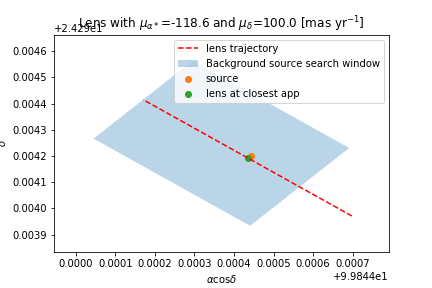 Lens with μα*=-118.6 and μδ=100.0 [mas yr⁻¹]
+2.429e1
lens trajectory
Background source search window
source
lens at closest app
0.0046
0.0045
0.0044
0.0043
0.0042
0.0041
0.0040
0.0039
δ
0.0000 0.0001 0.0002 0.0003 0.0004 0.0005 0.0006 0.0007
+9.9844e1
αcosδ